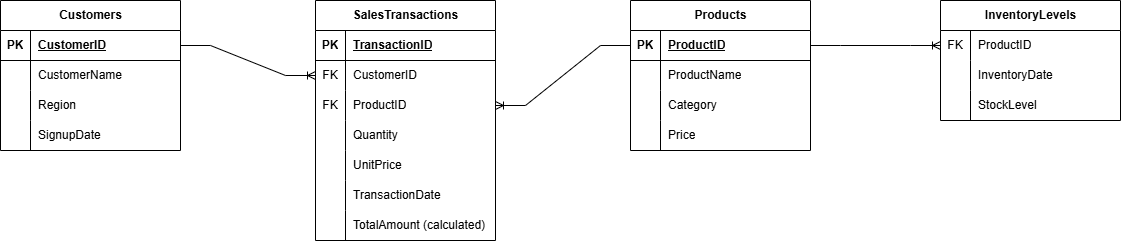 Customers
PK CustomerID
CustomerName
Region
SignupDate
SalesTransactions
PK TransactionID
FK CustomerID
FK ProductID
Quantity
UnitPrice
TransactionDate
TotalAmount (calculated)
Products
PK ProductID
ProductName
Category
Price
InventoryLevels
FK ProductID
InventoryDate
StockLevel